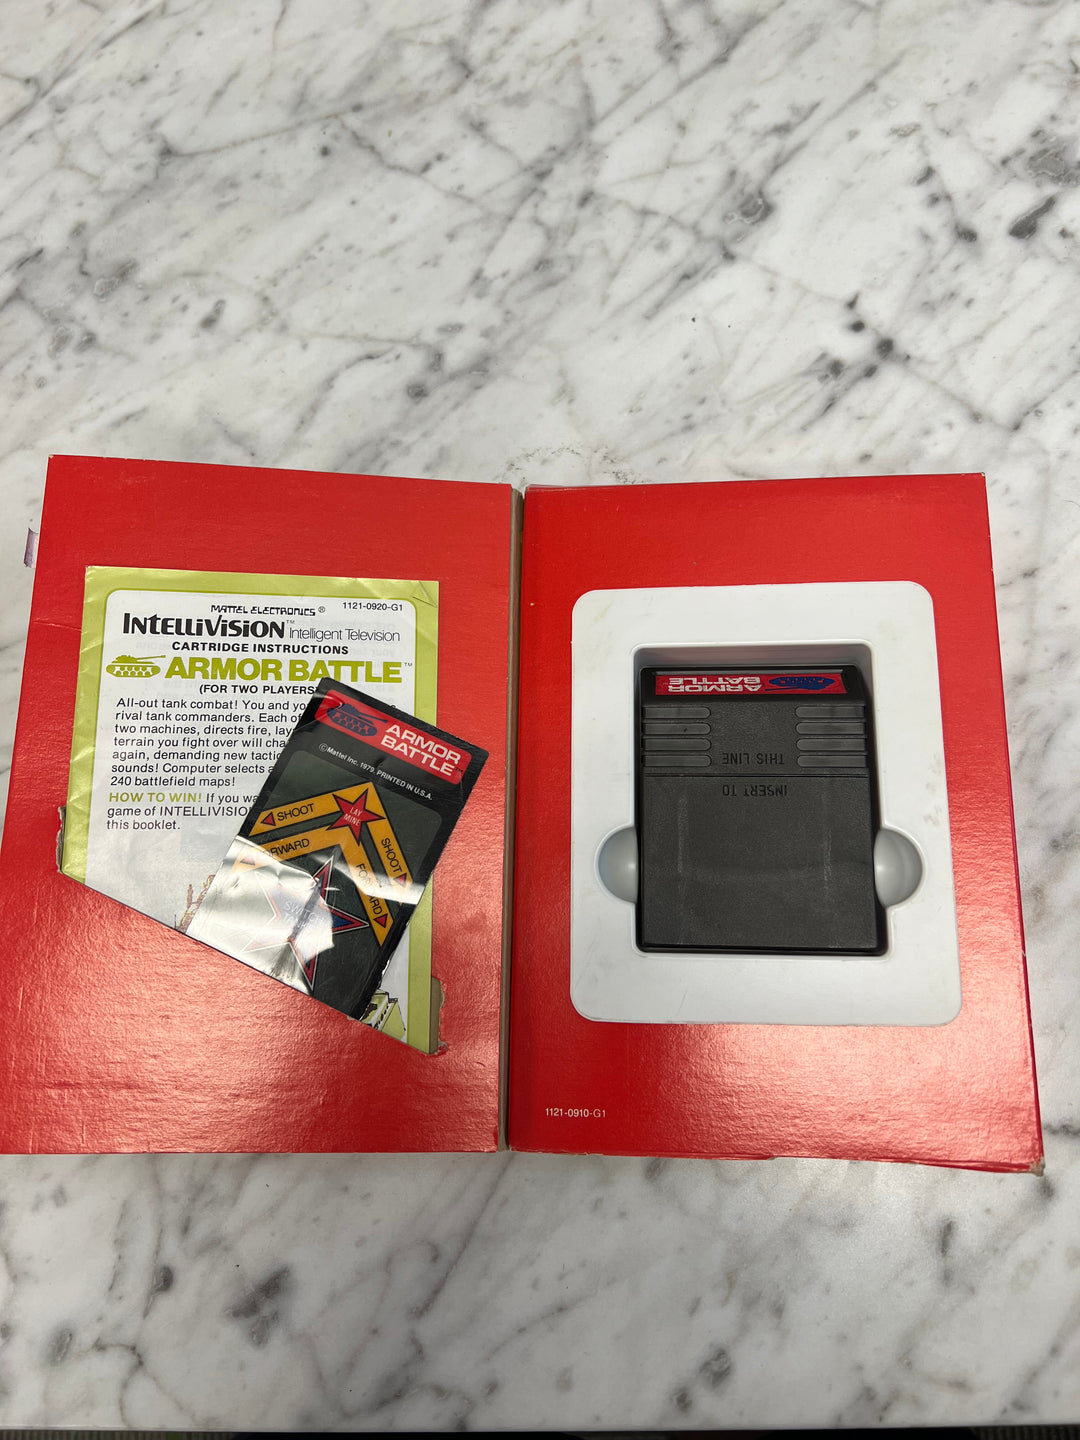 MATTEL ELECTRONICS ® 1121-0920-G1
INTELLIVISION™ Intelligent Television
CARTRIDGE INSTRUCTIONS
ARMOR BATTLE™
(FOR TWO PLAYERS)
All-out tank combat! You and
rival tank commanders. Each of
two machines, directs fire,
terrain you fight over will
again, demanding new
sounds! Computer selects
240 battlefield maps!
HOW TO WIN! If you
game of INTELLIVISION
this booklet.
ARMOR
BATTLE
©Mattel Inc. 1979. PRINTED IN U.S.A.
SHOOT
LAY
MINE
SHOOT
FORWARD
FORWARD
SWITCH
ARMOR
BATTLE
INSERT TO
THIS LINE
1121-0910-G1